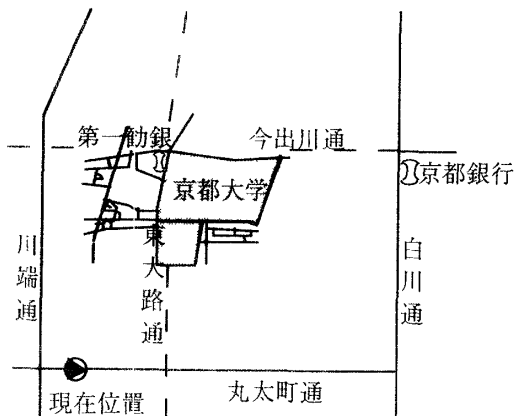 第一勧銀
今出川通
京都大学
京都銀行
川端通
東大路通
白川通
現在位置
丸太町通